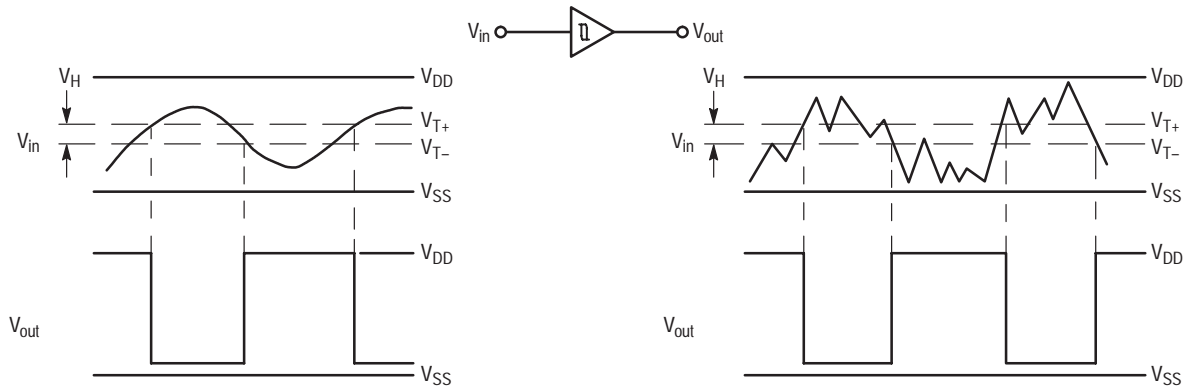 Vin Vout
VH VDD
VT+
Vin VT−
VSS
VDD
Vout
VSS
VH VDD
VT+
Vin VT−
VSS
VDD
Vout
VSS